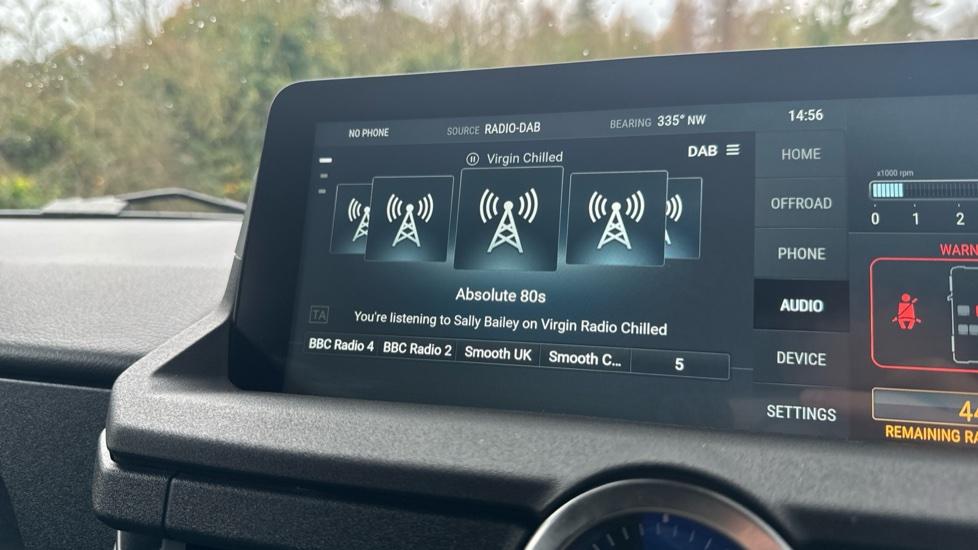 NO PHONE SOURCE RADIO-DAB BEARING 335° NW 14:56
Virgin Chilled DAB
HOME
OFFROAD
PHONE
AUDIO
DEVICE
SETTINGS
Absolute 80s
TA You're listening to Sally Bailey on Virgin Radio Chilled
BBC Radio 4 BBC Radio 2 Smooth UK Smooth C... 5
x1000 rpm
0 1 2
REMAINING